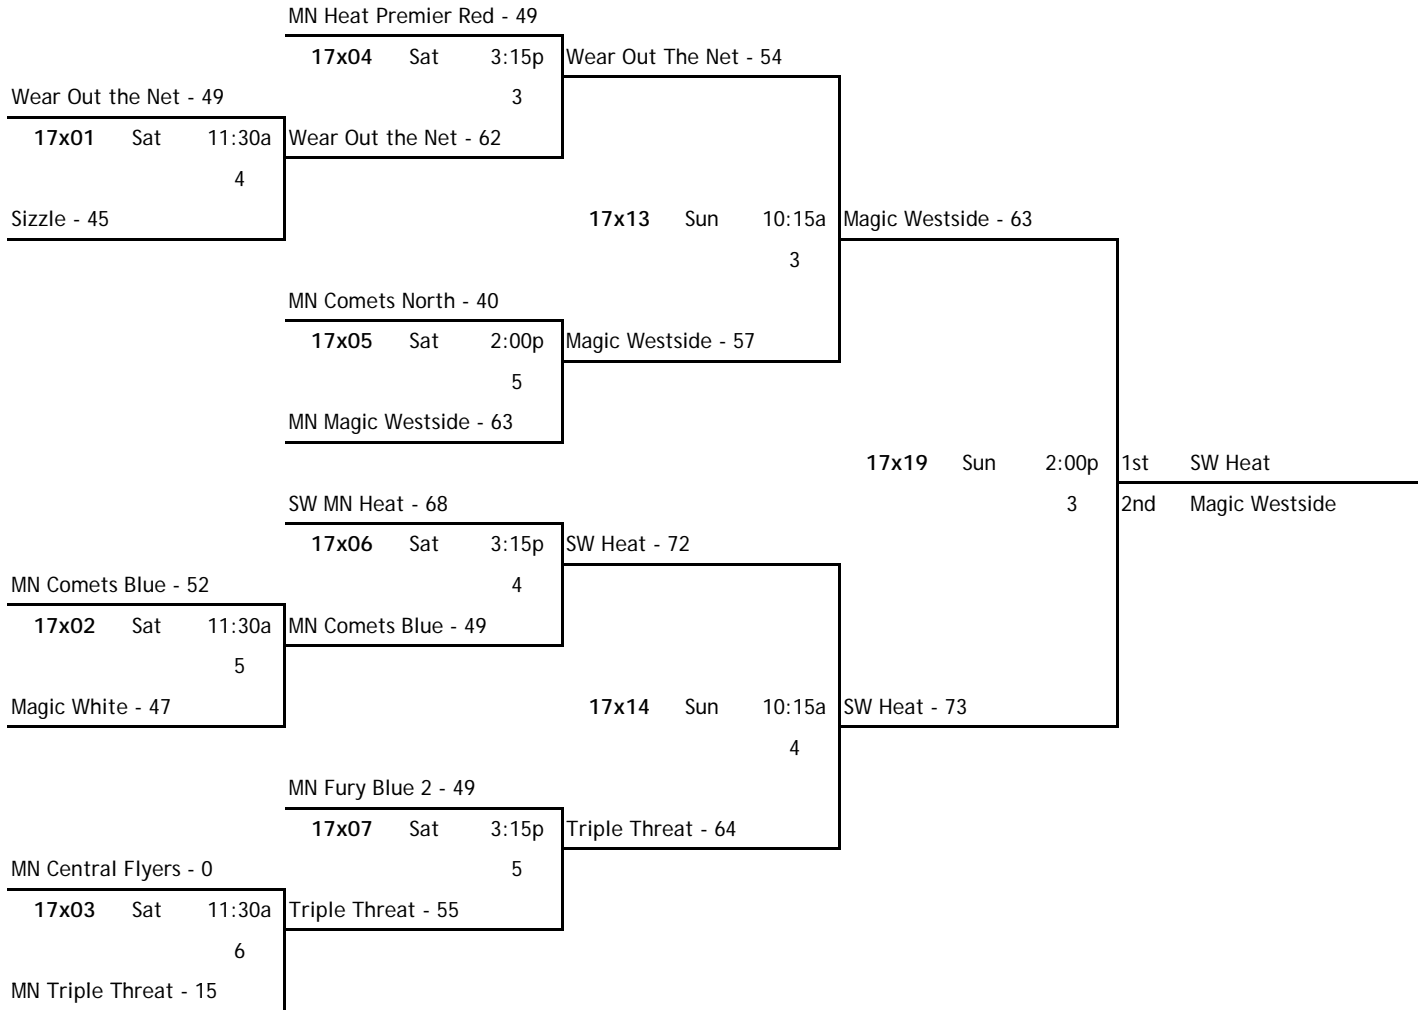 MN Heat Premier Red - 49
17x04 Sat 3:15p Wear Out The Net - 54
Wear Out the Net - 49 3
17x01 Sat 11:30a Wear Out the Net - 62
4
Sizzle - 45 17x13 Sun 10:15a Magic Westside - 63
3
MN Comets North - 40
17x05 Sat 2:00p Magic Westside - 57
5
MN Magic Westside - 63
17x19 Sun 2:00p 1st SW Heat
SW MN Heat - 68 3 2nd Magic Westside
17x06 Sat 3:15p SW Heat - 72
MN Comets Blue - 52 4
17x02 Sat 11:30a MN Comets Blue - 49
5
Magic White - 47 17x14 Sun 10:15a SW Heat - 73
4
MN Fury Blue 2 - 49
17x07 Sat 3:15p Triple Threat - 64
MN Central Flyers - 0 5
17x03 Sat 11:30a Triple Threat - 55
6
MN Triple Threat - 15